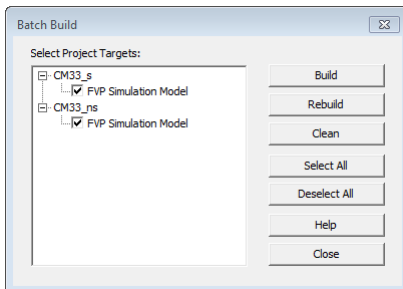 Batch Build
Select Project Targets:
CM33_s
FVP Simulation Model
CM33_ns
FVP Simulation Model
Build
Rebuild
Clean
Select All
Deselect All
Help
Close